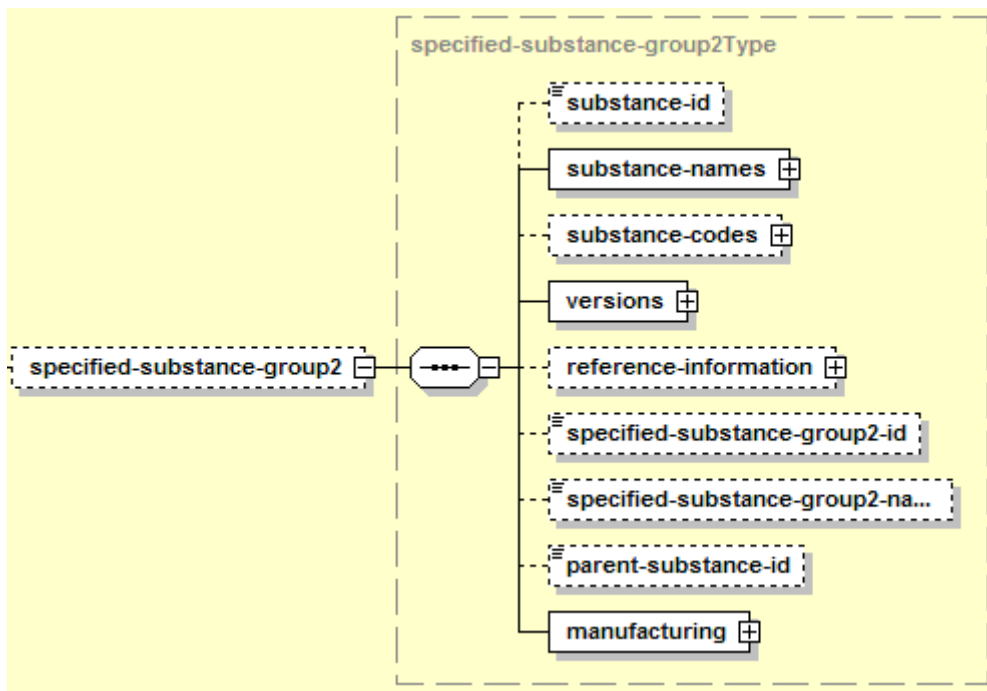 specified-substance-group2Type
substance-id
substance-names
substance-codes
versions
specified-substance-group2
reference-information
specified-substance-group2-id
specified-substance-group2-na...
parent-substance-id
manufacturing